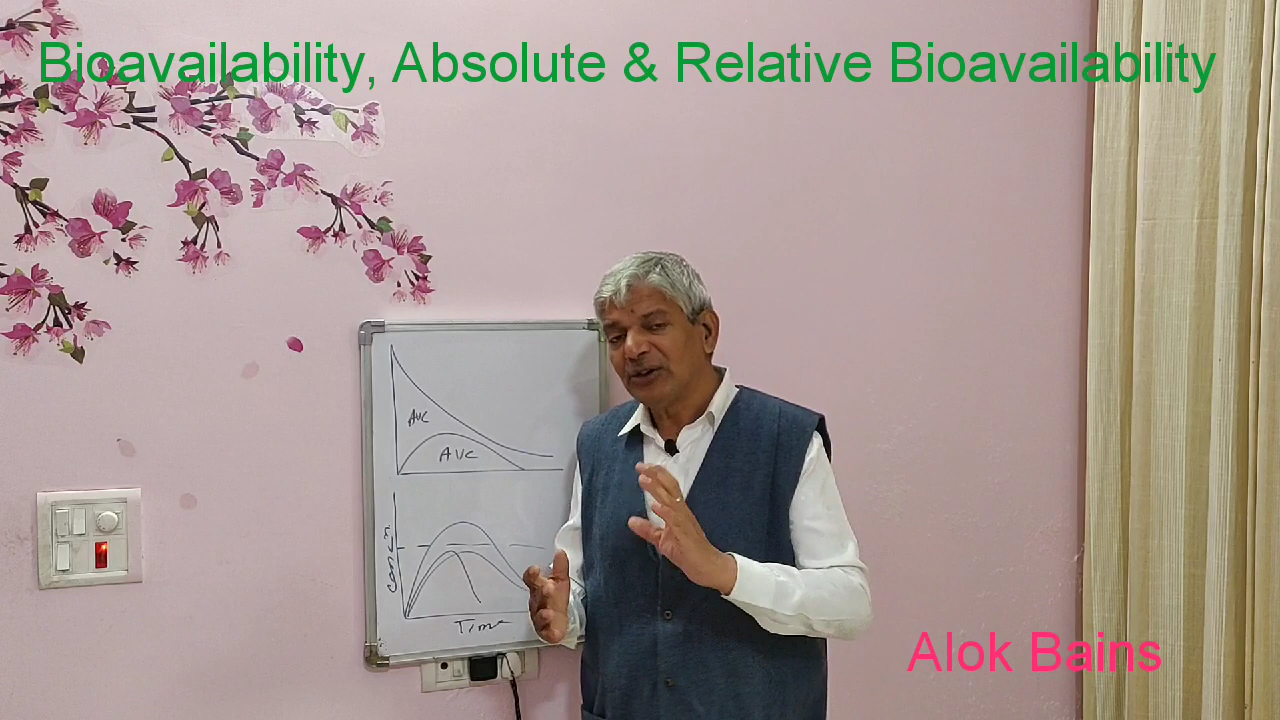 Bioavailability, Absolute & Relative Bioavailability
AUC
AUC
concn
Time
Alok Bains